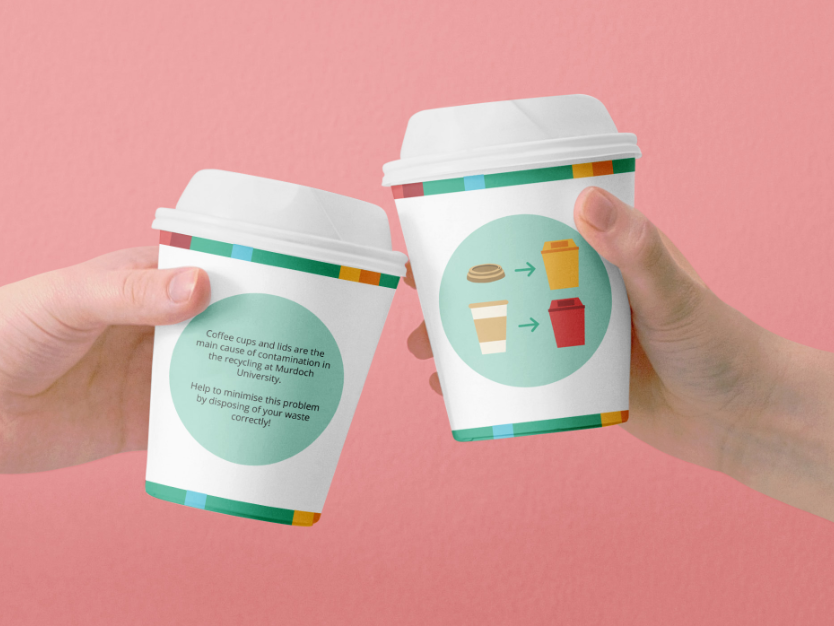 Coffee cups and lids are the
main cause of contamination in
the recycling at Murdoch
University.
Help to minimise this problem
by disposing of your waste
correctly!